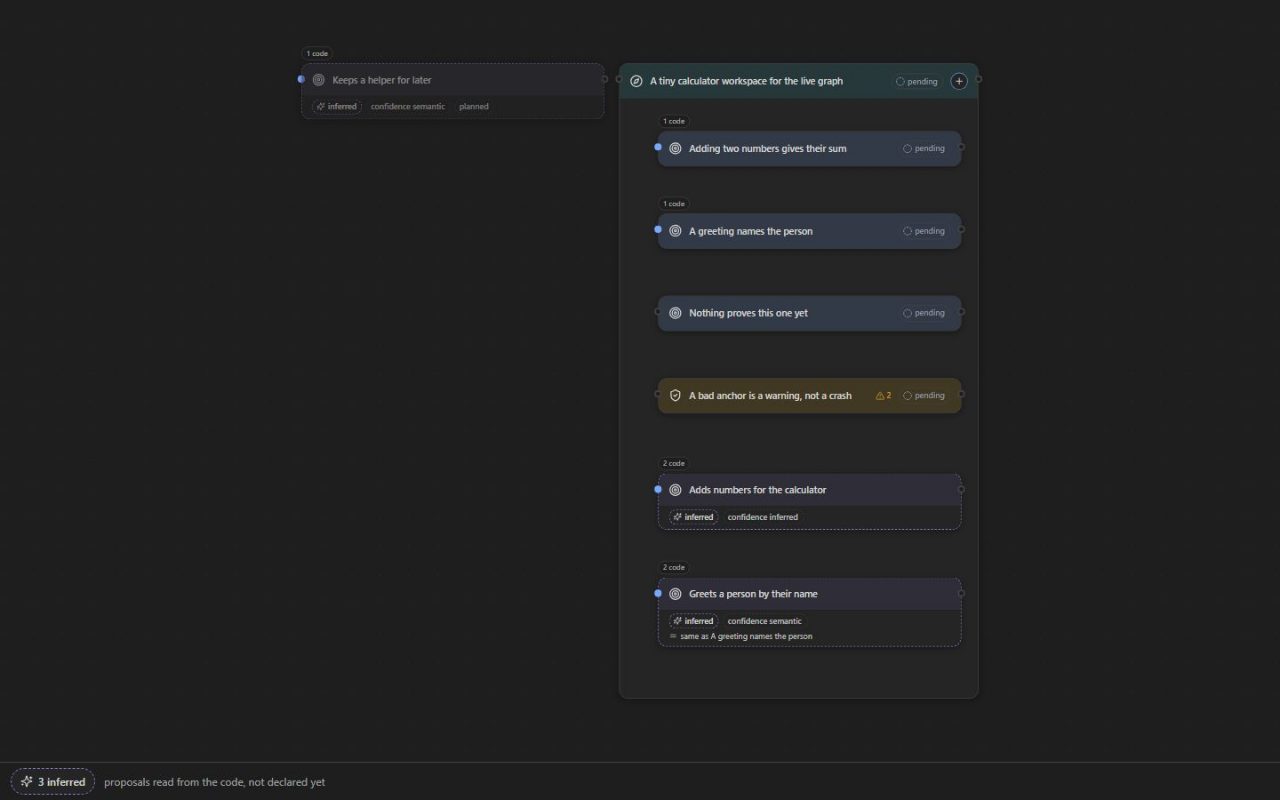 1 code
Keeps a helper for later
inferred confidence semantic planned
A tiny calculator workspace for the live graph pending
1 code
Adding two numbers gives their sum pending
1 code
A greeting names the person pending
Nothing proves this one yet pending
A bad anchor is a warning, not a crash 2 pending
2 code
Adds numbers for the calculator
inferred confidence inferred
2 code
Greets a person by their name
inferred confidence semantic
≈ same as A greeting names the person
3 inferred proposals read from the code, not declared yet